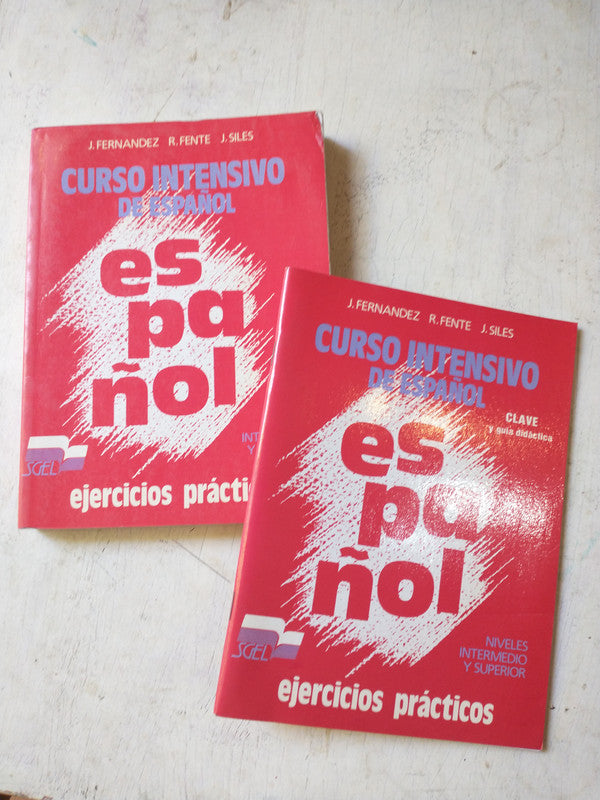 J. FERNANDEZ R. FENTE J. SILES
CURSO INTENSIVO
DE ESPAÑOL
es
pa
ñol
INT
Y
SGEL
ejercicios práctic
J. FERNANDEZ R. FENTE J. SILES
CURSO INTENSIVO
DE ESPAÑOL
CLAVE
y guía didáctica
es
pa
ñol
NIVELES
INTERMEDIO
Y SUPERIOR
SGEL
ejercicios prácticos